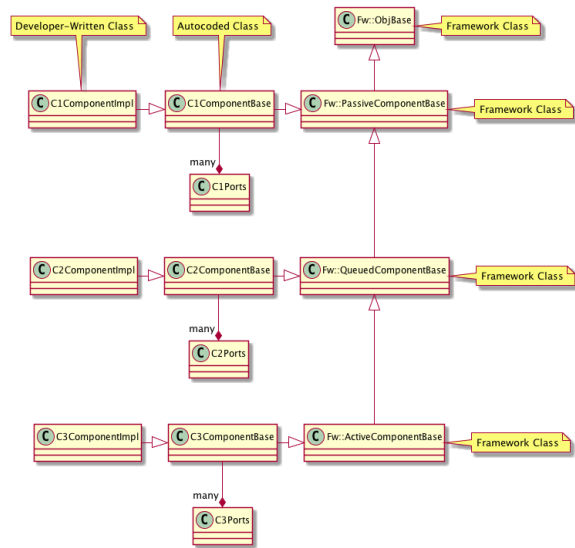 Developer-Written Class
Autocoded Class
C Fw::ObjBase
Framework Class
C C1ComponentImpl
C C1ComponentBase
C Fw::PassiveComponentBase
Framework Class
many
C C1Ports
C C2ComponentImpl
C C2ComponentBase
C Fw::QueuedComponentBase
Framework Class
many
C C2Ports
C C3ComponentImpl
C C3ComponentBase
C Fw::ActiveComponentBase
Framework Class
many
C C3Ports